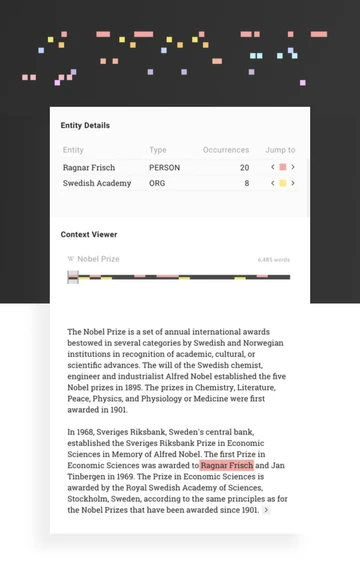 Entity Details
Entity Type Occurrences Jump to
Ragnar Frisch PERSON 20 < >
Swedish Academy ORG 8 < >
Context Viewer
W Nobel Prize 6,485 words
The Nobel Prize is a set of annual international awards
bestowed in several categories by Swedish and Norwegian
institutions in recognition of academic, cultural, or
scientific advances. The will of the Swedish chemist,
engineer and industrialist Alfred Nobel established the five
Nobel prizes in 1895. The prizes in Chemistry, Literature,
Peace, Physics, and Physiology or Medicine were first
awarded in 1901.
In 1968, Sveriges Riksbank, Sweden's central bank,
established the Sveriges Riksbank Prize in Economic
Sciences in Memory of Alfred Nobel. The first Prize in
Economic Sciences was awarded to Ragnar Frisch and Jan
Tinbergen in 1969. The Prize in Economic Sciences is
awarded by the Royal Swedish Academy of Sciences,
Stockholm, Sweden, according to the same principles as for
the Nobel Prizes that have been awarded since 1901. >